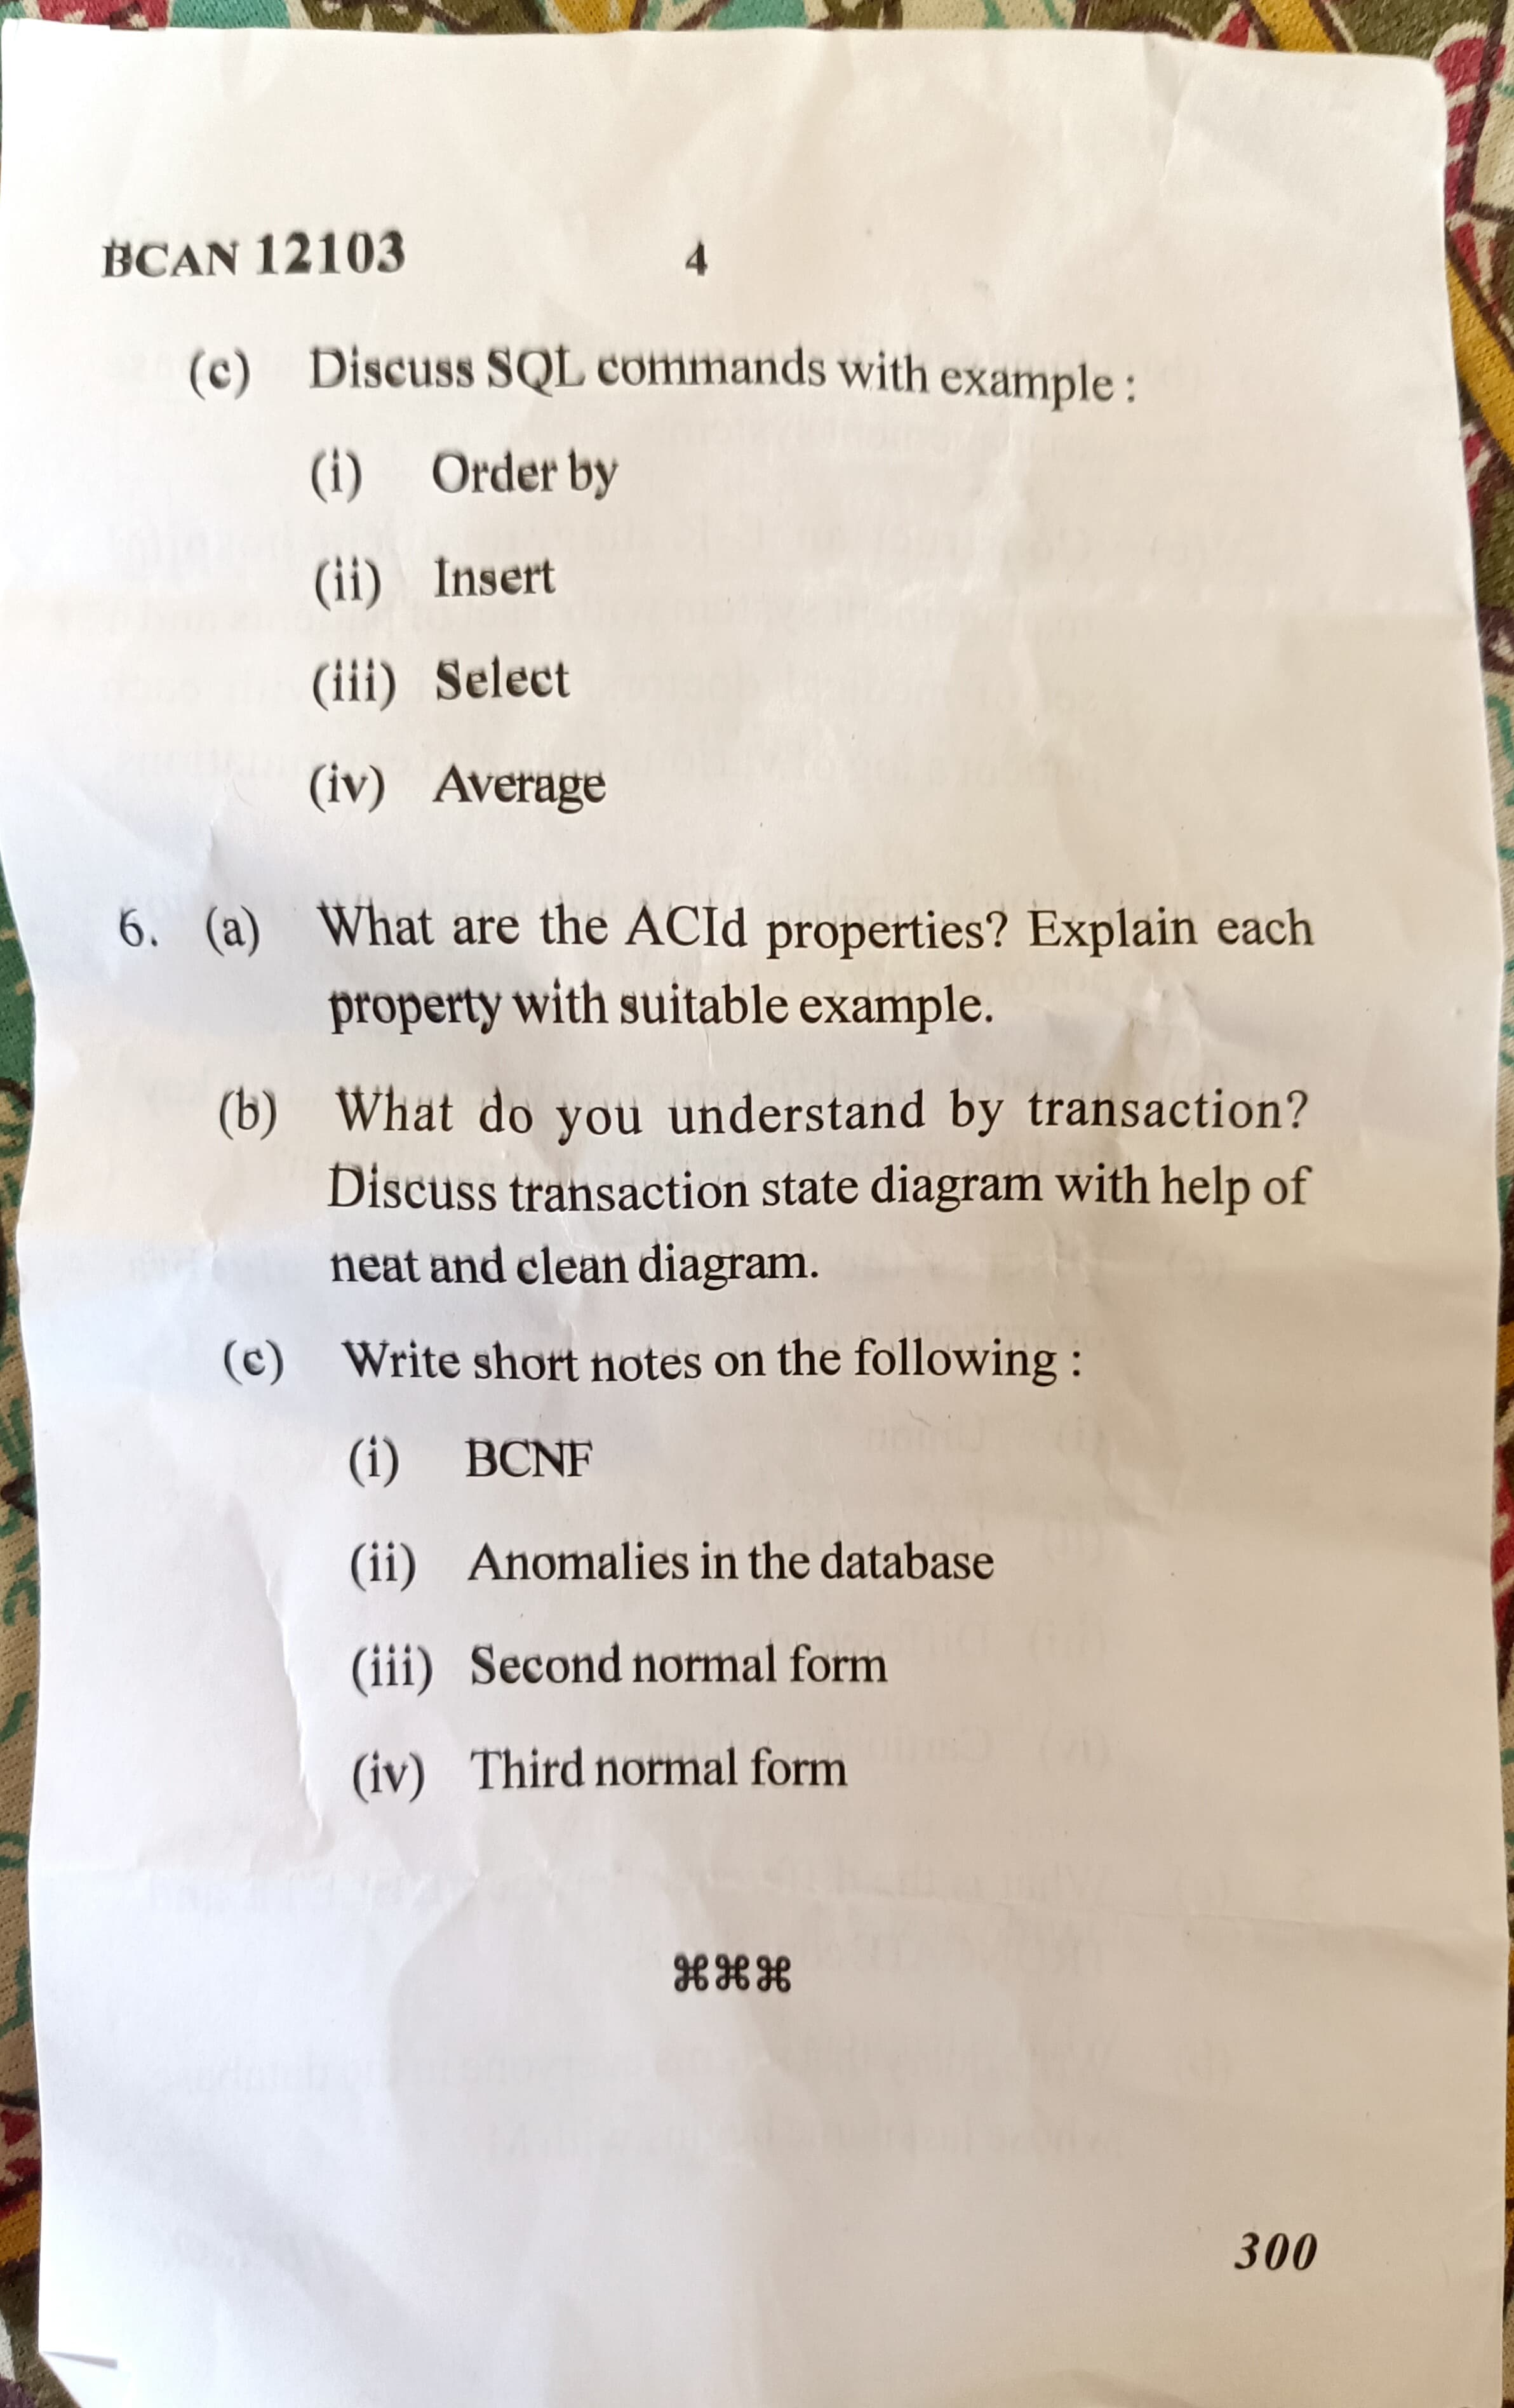 BCAN 12103 4
(c) Discuss SQL commands with example :
(i) Order by
(ii) Insert
(iii) Select
(iv) Average
6. (a) What are the ACId properties? Explain each
property with suitable example.
(b) What do you understand by transaction?
Discuss transaction state diagram with help of
neat and clean diagram.
(c) Write short notes on the following :
(i) BCNF
(ii) Anomalies in the database
(iii) Second normal form
(iv) Third normal form
⌘⌘⌘
300